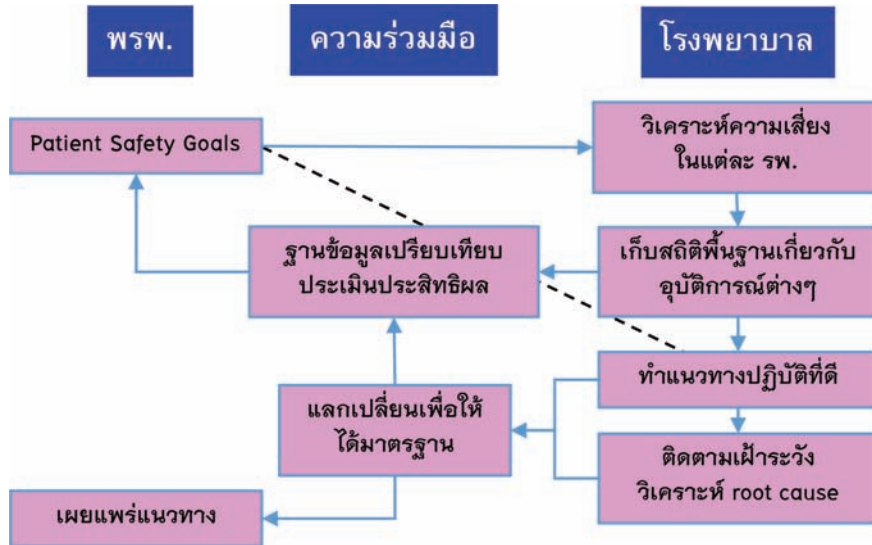 พรพ.
ความร่วมมือ
โรงพยาบาล
Patient Safety Goals
วิเคราะห์ความเสี่ยง
ในแต่ละ รพ.
ฐานข้อมูลเปรียบเทียบ
ประเมินประสิทธิผล
เก็บสถิติพื้นฐานเกี่ยวกับ
อุบัติการณ์ต่างๆ
ทำแนวทางปฏิบัติที่ดี
แลกเปลี่ยนเพื่อให้
ได้มาตรฐาน
ติดตามเฝ้าระวัง
วิเคราะห์ root cause
เผยแพร่แนวทาง